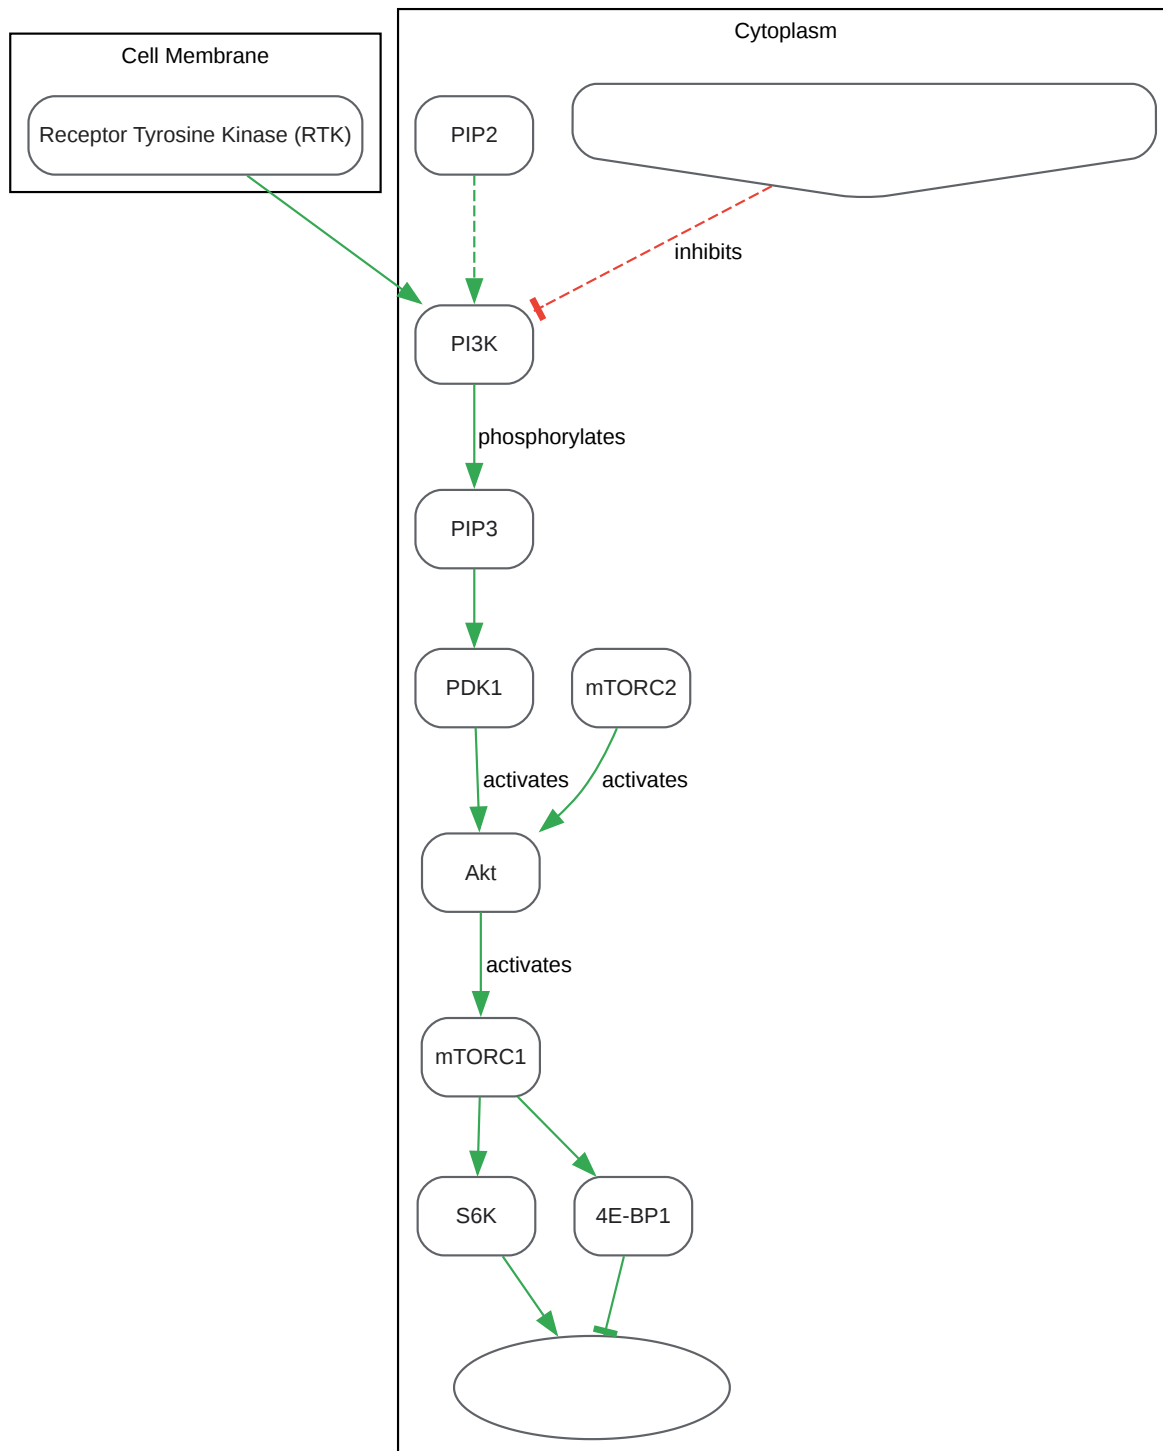 Cytoplasm
Cell Membrane
Receptor Tyrosine Kinase (RTK)
PIP2
inhibits
PI3K
phosphorylates
PIP3
PDK1
mTORC2
activates
activates
Akt
activates
mTORC1
S6K
4E-BP1